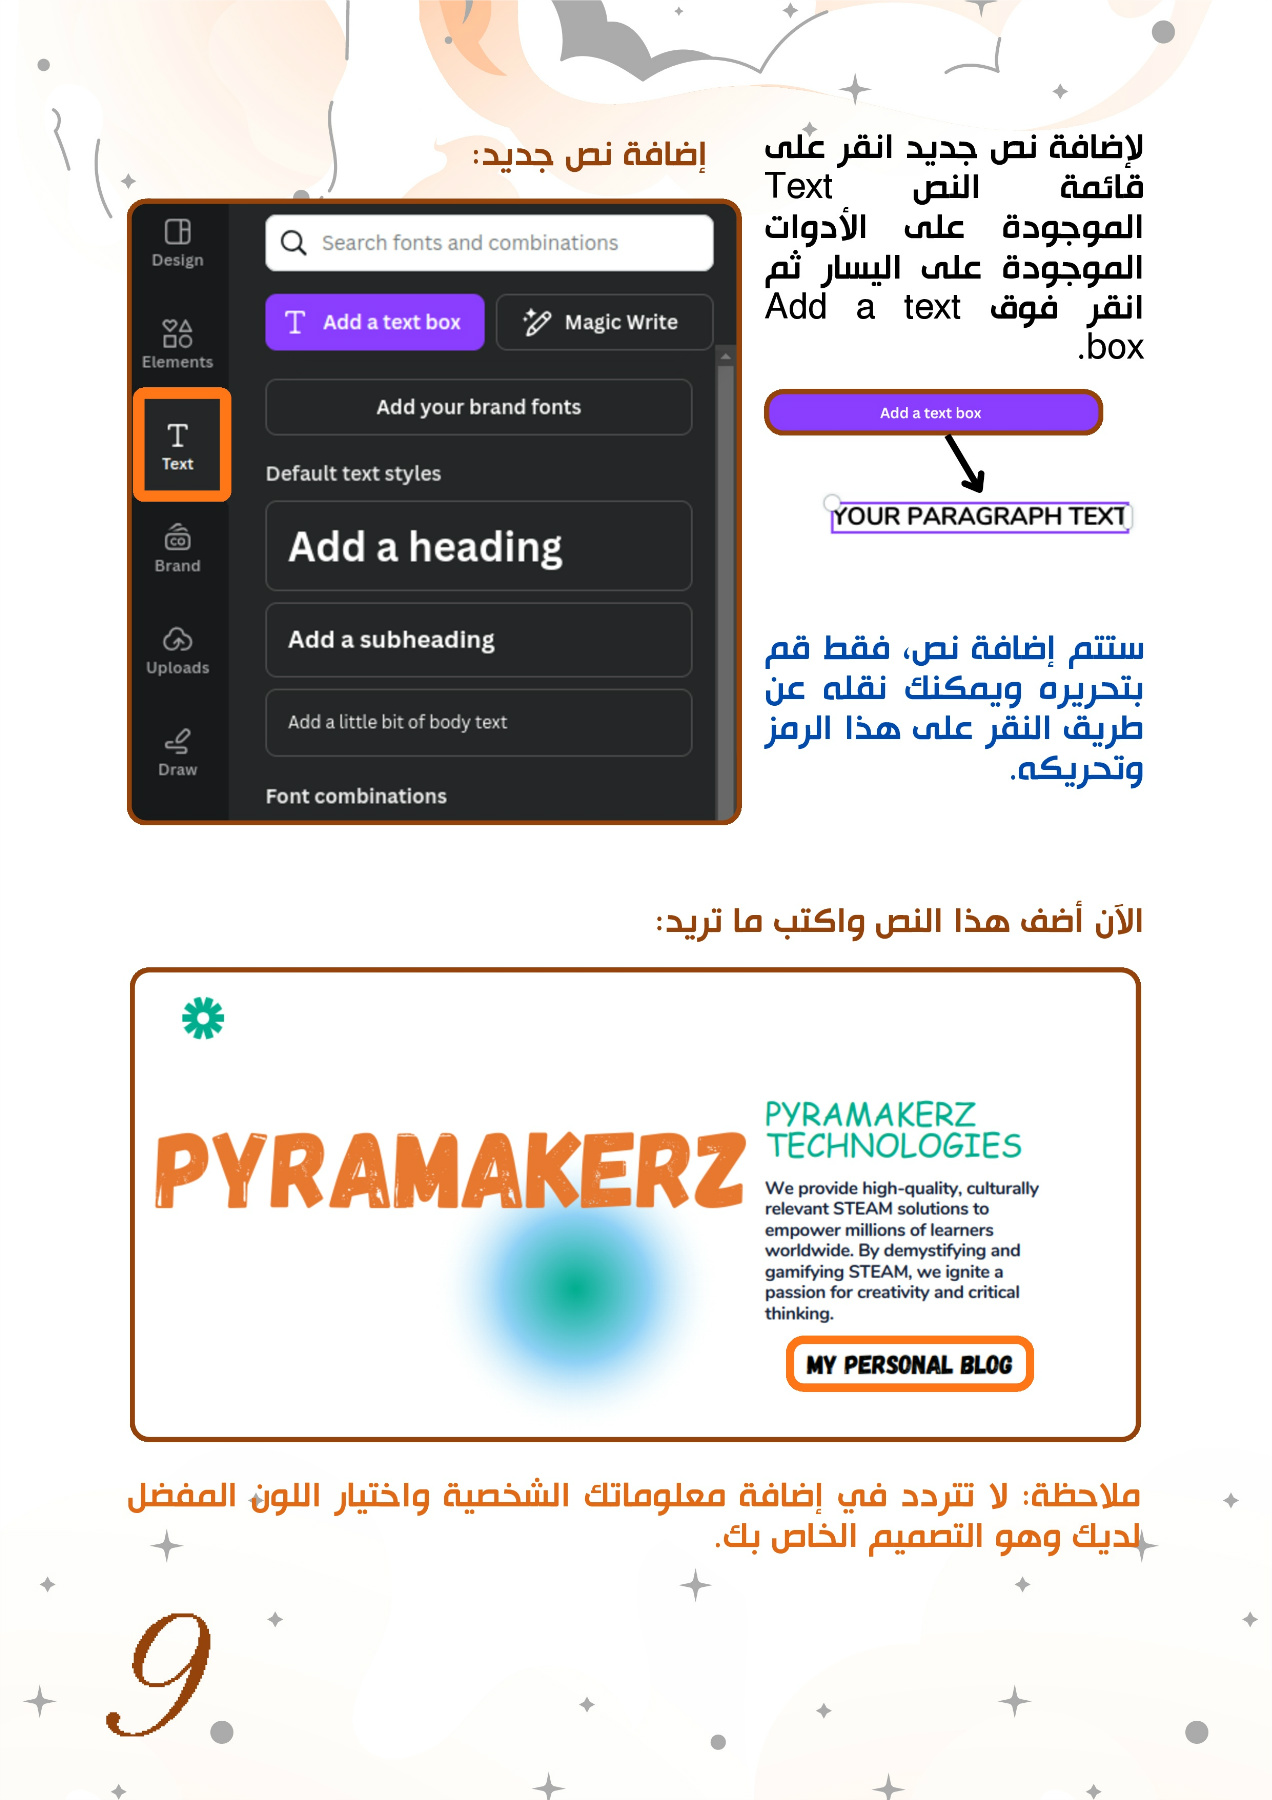 إضافة نص جديد:
لإضافة نص جديد انقر على
قائمة النص Text
الموجودة على الأدوات
الموجودة على اليسار ثم
انقر فوق Add a text
box.
Design
Elements
Text
Brand
Uploads
Draw
Search fonts and combinations
Add a text box
Magic Write
Add your brand fonts
Default text styles
Add a heading
Add a subheading
Add a little bit of body text
Font combinations
Add a text box
YOUR PARAGRAPH TEXT
ستتم إضافة نص، فقط قم
بتحريره ويمكنك نقله عن
طريق النقر على هذا الرمز
وتحريكه.
الآن أضف هذا النص واكتب ما تريد:
PYRAMAKERZ
PYRAMAKERZ
TECHNOLOGIES
We provide high-quality, culturally
relevant STEAM solutions to
empower millions of learners
worldwide. By demystifying and
gamifying STEAM, we ignite a
passion for creativity and critical
thinking.
MY PERSONAL BLOG
ملاحظة: لا تتردد في إضافة معلوماتك الشخصية واختيار اللون المفضل
لديك وهو التصميم الخاص بك.
9